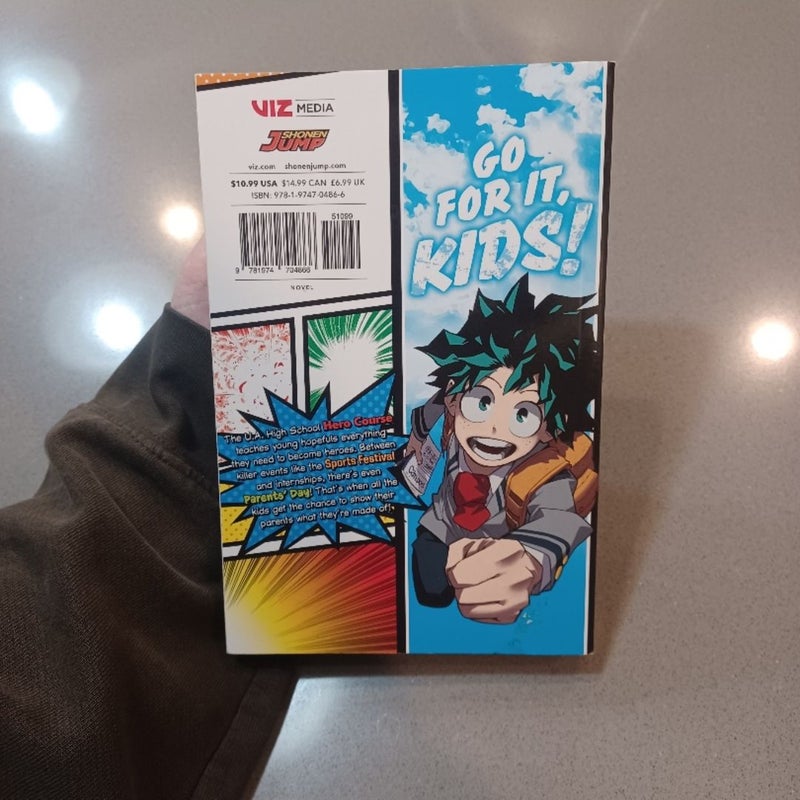 VIZ MEDIA
SHONEN
JUMP
viz.com shonenjump.com
$10.99 USA $14.99 CAN £6.99 UK
ISBN: 978-1-9747-0486-6
51099
9 781974 704866
NOVEL
The U.A. High School Hero Course
teaches young hopefuls everything
they need to become heroes. Between
killer events like the Sports Festival
and internships, there's even
Parents' Day! That's when all the
kids get the chance to show their
parents what they're made of!
GO
FOR IT,
KIDS!